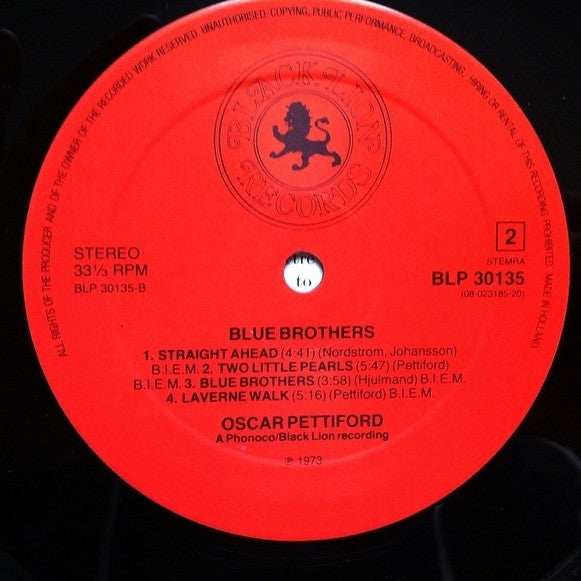 ALL RIGHTS OF THE PRODUCER AND OF THE OWNER OF THE RECORDED WORK RESERVED. UNAUTHORISED COPYING, PUBLIC PERFORMANCE, BROADCASTING, HIRING OR RENTAL OF THIS RECORDING PROHIBITED. MADE IN HOLLAND
BLACK LION
RECORDS
STEREO
33⅓ RPM
BLP 30135-B
2
STEMRA
BLP 30135
(08-023185-20)
to
BLUE BROTHERS
1. STRAIGHT AHEAD (4:41) (Nordstrom, Johansson)
B.I.E.M. 2. TWO LITTLE PEARLS (5:47) (Pettiford)
B.I.E.M. 3. BLUE BROTHERS (3:58) (Hjulmand) B.I.E.M.
4. LAVERNE WALK (5:16) (Pettiford) B.I.E.M.
OSCAR PETTIFORD
A Phonoco/Black Lion recording
℗ 1973